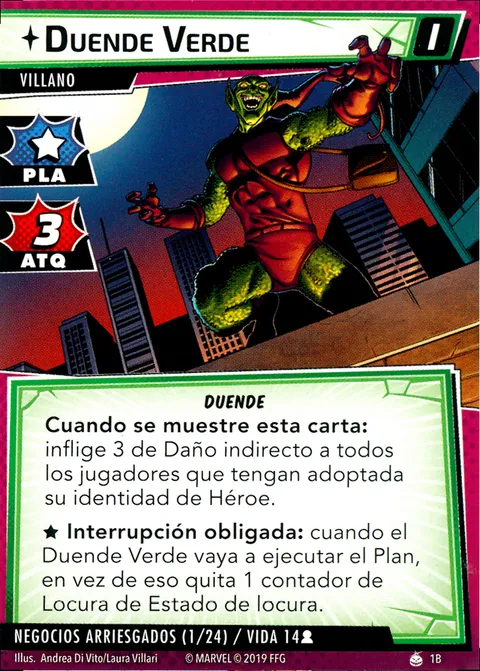 DUENDE VERDE
I
VILLANO
PLA
3
ATQ
DUENDE
Cuando se muestre esta carta:
inflige 3 de Daño indirecto a todos
los jugadores que tengan adoptada
su identidad de Héroe.
★ Interrupción obligada: cuando el
Duende Verde vaya a ejecutar el Plan,
en vez de eso quita 1 contador de
Locura de Estado de locura.
NEGOCIOS ARRIESGADOS (1/24) / VIDA 14
Illus. Andrea Di Vito/Laura Villari © MARVEL © 2019 FFG 1B